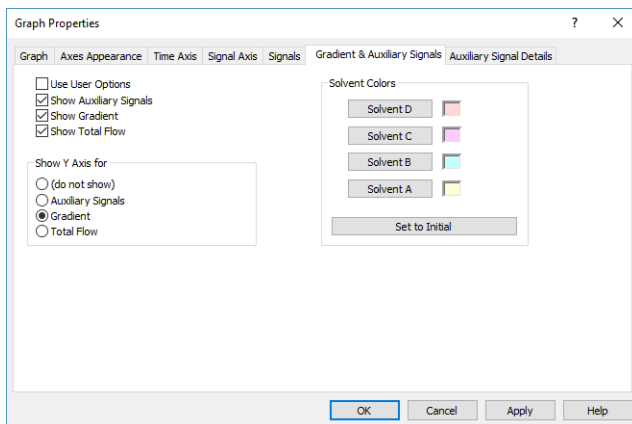 Graph Properties
?
Graph Axes Appearance Time Axis Signal Axis Signals Gradient & Auxiliary Signals Auxiliary Signal Details
Use User Options
Show Auxiliary Signals
Show Gradient
Show Total Flow
Show Y Axis for
(do not show)
Auxiliary Signals
Gradient
Total Flow
Solvent Colors
Solvent D
Solvent C
Solvent B
Solvent A
Set to Initial
OK Cancel Apply Help